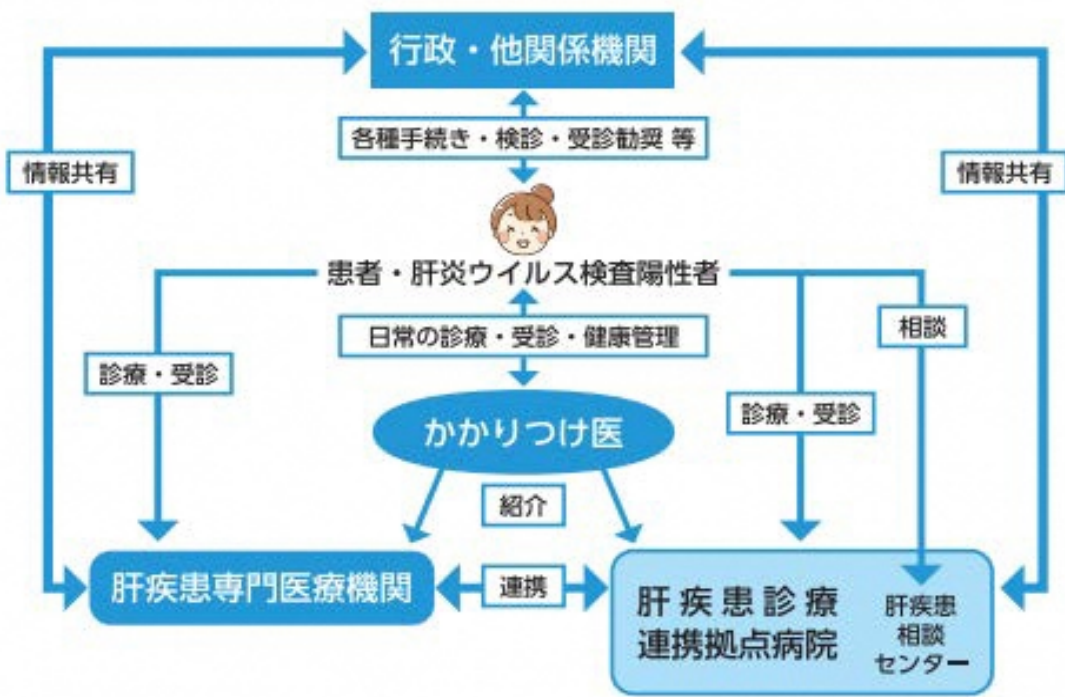 行政・他関係機関
各種手続き・検診・受診勧奨 等
情報共有
情報共有
患者・肝炎ウイルス検査陽性者
日常の診療・受診・健康管理
相談
診療・受診
診療・受診
かかりつけ医
紹介
肝疾患専門医療機関
連携
肝疾患診療
連携拠点病院
肝疾患
相談
センター